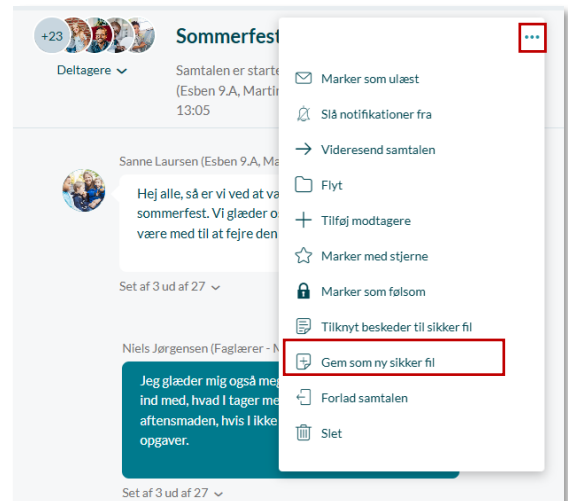 +23
Sommerfest
...
Deltagere
Samtalen er starte
(Esben 9.A, Martin
13:05
Marker som ulæst
Slå notifikationer fra
Videresend samtalen
Flyt
Tilføj modtagere
Marker med stjerne
Marker som følsom
Tilknyt beskeder til sikker fil
Gem som ny sikker fil
Forlad samtalen
Slet
Sanne Laursen (Esben 9.A, Ma
Hej alle, så er vi ved at va
sommerfest. Vi glæder o
være med til at fejre den
Set af 3 ud af 27
Niels Jørgensen (Faglærer - N
Jeg glæder mig også meg
ind med, hvad I tager me
aftensmaden, hvis I ikke
opgaver.
Set af 3 ud af 27